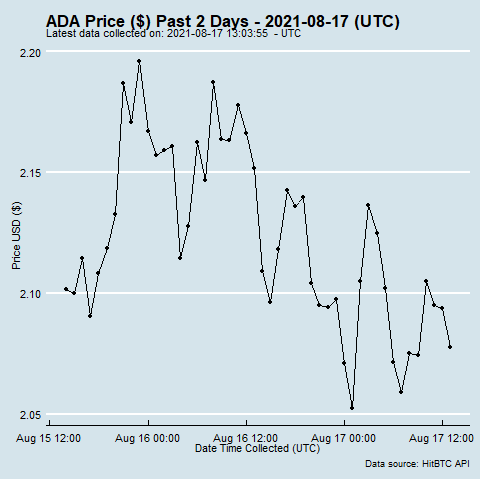 ADA Price ($) Past 2 Days - 2021-08-17 (UTC)
Latest data collected on: 2021-08-17 13:03:55 - UTC
2.20
2.15
2.10
2.05
Price USD ($)
Aug 15 12:00 Aug 16 00:00 Aug 16 12:00 Aug 17 00:00 Aug 17 12:00
Date Time Collected (UTC)
Data source: HitBTC API